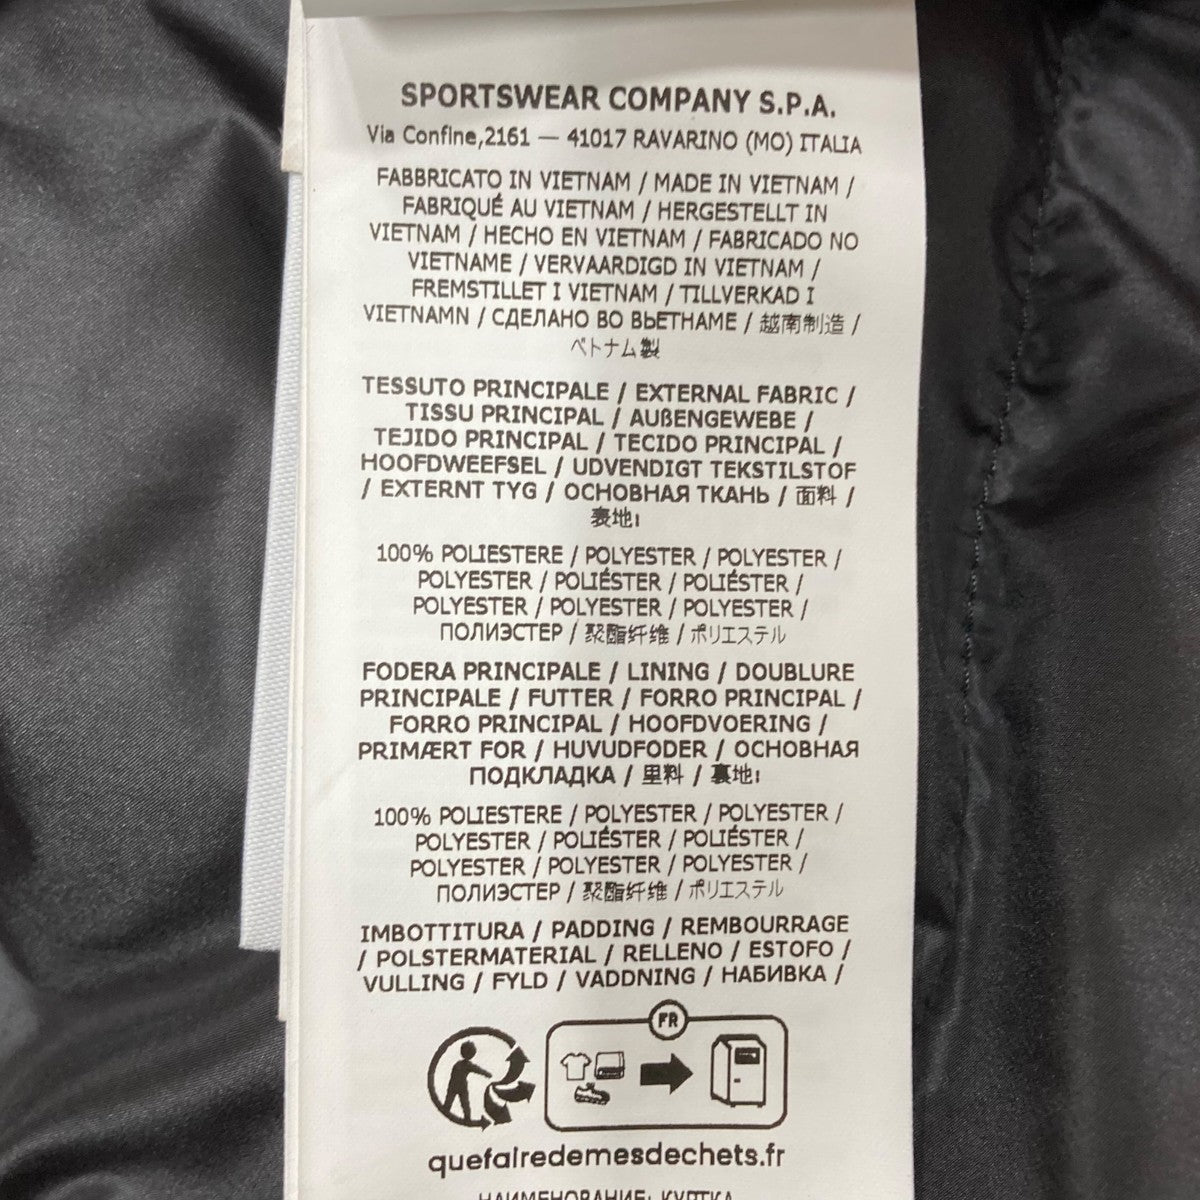 SPORTSWEAR COMPANY S.P.A.
Via Confine,2161 — 41017 RAVARINO (MO) ITALIA
FABBRICATO IN VIETNAM / MADE IN VIETNAM /
FABRIQUÉ AU VIETNAM / HERGESTELLT IN
VIETNAM / HECHO EN VIETNAM / FABRICADO NO
VIETNAME / VERVAARDIGD IN VIETNAM /
FREMSTILLET I VIETNAM / TILLVERKAD I
VIETNAMN / СДЕЛАНО ВО ВЬЕТНАМЕ / 越南制造 /
ベトナム製
TESSUTO PRINCIPALE / EXTERNAL FABRIC /
TISSU PRINCIPAL / AUßENGEWEBE /
TEJIDO PRINCIPAL / TECIDO PRINCIPAL /
HOOFDWEEFSEL / UDVENDIGT TEKSTILSTOF
/ EXTERNT TYG / ОСНОВНАЯ ТКАНЬ / 面料 /
表地:
100% POLIESTERE / POLYESTER / POLYESTER /
POLYESTER / POLIÉSTER / POLIÉSTER /
POLYESTER / POLYESTER / POLYESTER /
ПОЛИЭСТЕР / 聚酯纤维 / ポリエステル
FODERA PRINCIPALE / LINING / DOUBLURE
PRINCIPALE / FUTTER / FORRO PRINCIPAL /
FORRO PRINCIPAL / HOOFDVOERING /
PRIMÆRT FOR / HUVUDFODER / ОСНОВНАЯ
ПОДКЛАДКА / 里料 / 裏地:
100% POLIESTERE / POLYESTER / POLYESTER /
POLYESTER / POLIÉSTER / POLIÉSTER /
POLYESTER / POLYESTER / POLYESTER /
ПОЛИЭСТЕР / 聚酯纤维 / ポリエステル
IMBOTTITURA / PADDING / REMBOURRAGE
/ POLSTERMATERIAL / RELLENO / ESTOFO /
VULLING / FYLD / VADDNING / НАБИВКА /
FR
quefairedemesdechets.fr
НАИМЕНОВАНИЕ: КУРТКА